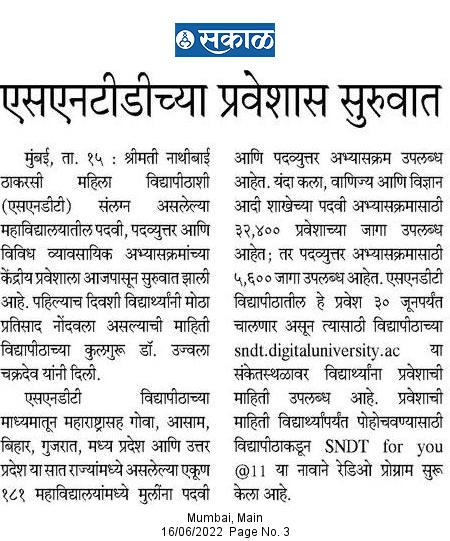 सकाळ
एसएनटीडीच्या प्रवेशास सुरुवात
मुंबई, ता. १५ : श्रीमती नाथीबाई
ठाकरसी महिला विद्यापीठाशी
(एसएनडीटी) संलग्न असलेल्या
महाविद्यालयातील पदवी, पदव्युत्तर आणि
विविध व्यावसायिक अभ्यासक्रमांच्या
केंद्रीय प्रवेशाला आजपासून सुरुवात झाली
आहे. पहिल्याच दिवशी विद्यार्थ्यांनी मोठा
प्रतिसाद नोंदवला असल्याची माहिती
विद्यापीठाच्या कुलगुरू डॉ. उज्वला
चक्रदेव यांनी दिली.
एसएनडीटी विद्यापीठाच्या
माध्यमातून महाराष्ट्रासह गोवा, आसाम,
बिहार, गुजरात, मध्य प्रदेश आणि उत्तर
प्रदेश या सात राज्यांमध्ये असलेल्या एकूण
१८१ महाविद्यालयांमध्ये मुलींना पदवी
आणि पदव्युत्तर अभ्यासक्रम उपलब्ध
आहेत. यंदा कला, वाणिज्य आणि विज्ञान
आदी शाखेच्या पदवी अभ्यासक्रमासाठी
३२,४०० प्रवेशाच्या जागा उपलब्ध
आहेत; तर पदव्युत्तर अभ्यासक्रमासाठी
५,६०० जागा उपलब्ध आहेत. एसएनडीटी
विद्यापीठातील हे प्रवेश ३० जूनपर्यंत
चालणार असून त्यासाठी विद्यापीठाच्या
sndt.digitaluniversity.ac या
संकेतस्थळावर विद्यार्थ्यांना प्रवेशाची
माहिती उपलब्ध आहे. प्रवेशाची
माहिती विद्यार्थ्यांपर्यंत पोहोचवण्यासाठी
विद्यापीठाकडून SNDT for you
@11 या नावाने रेडिओ प्रोग्राम सुरू
केला आहे.
Mumbai, Main
16/06/2022 Page No. 3